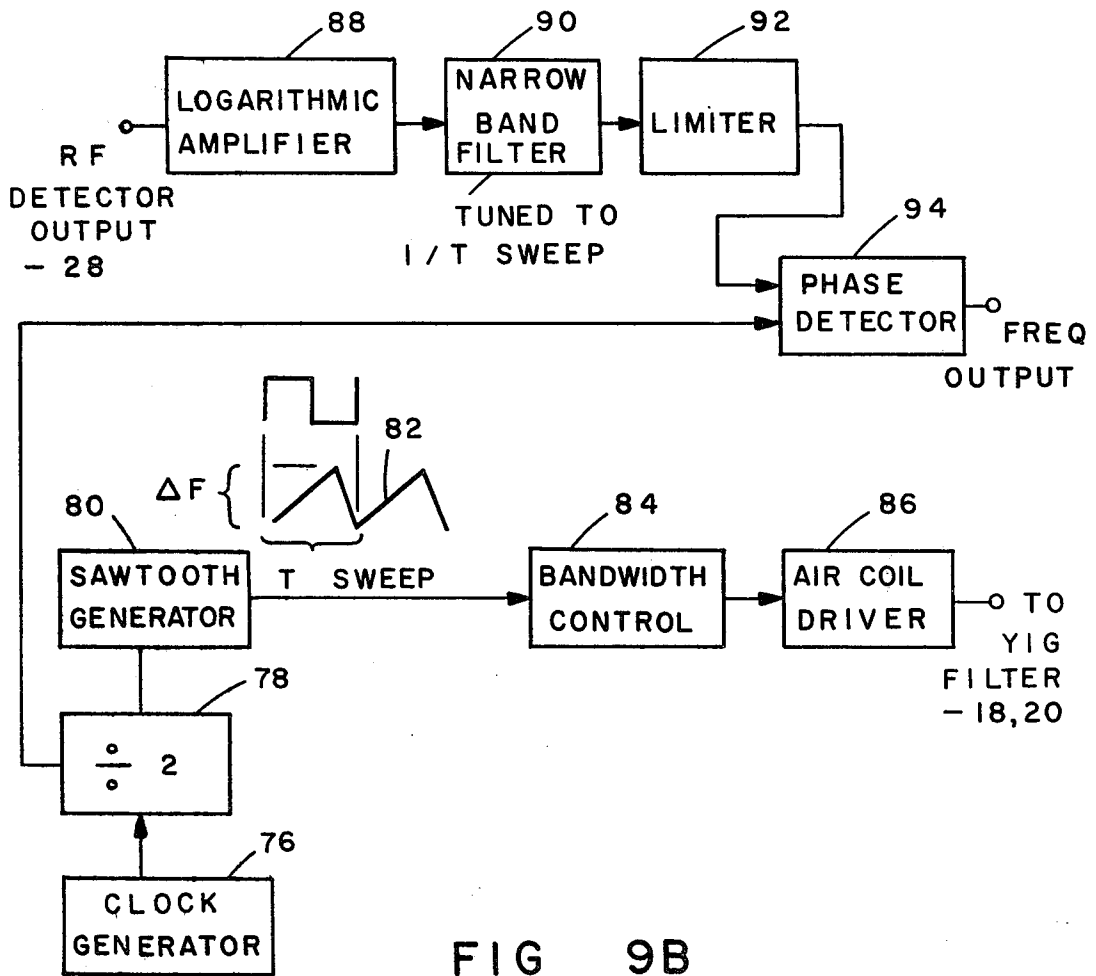 88
90
92
LOGARITHMIC
AMPLIFIER
NARROW
BAND
FILTER
LIMITER
RF
DETECTOR
OUTPUT
- 28
TUNED TO
1/T SWEEP
94
PHASE
DETECTOR
FREQ
OUTPUT
82
ΔF
80
84
86
SAWTOOTH
GENERATOR
T SWEEP
BANDWIDTH
CONTROL
AIR COIL
DRIVER
TO
YIG
FILTER
- 18,20
78
÷ 2
76
CLOCK
GENERATOR
FIG 9B